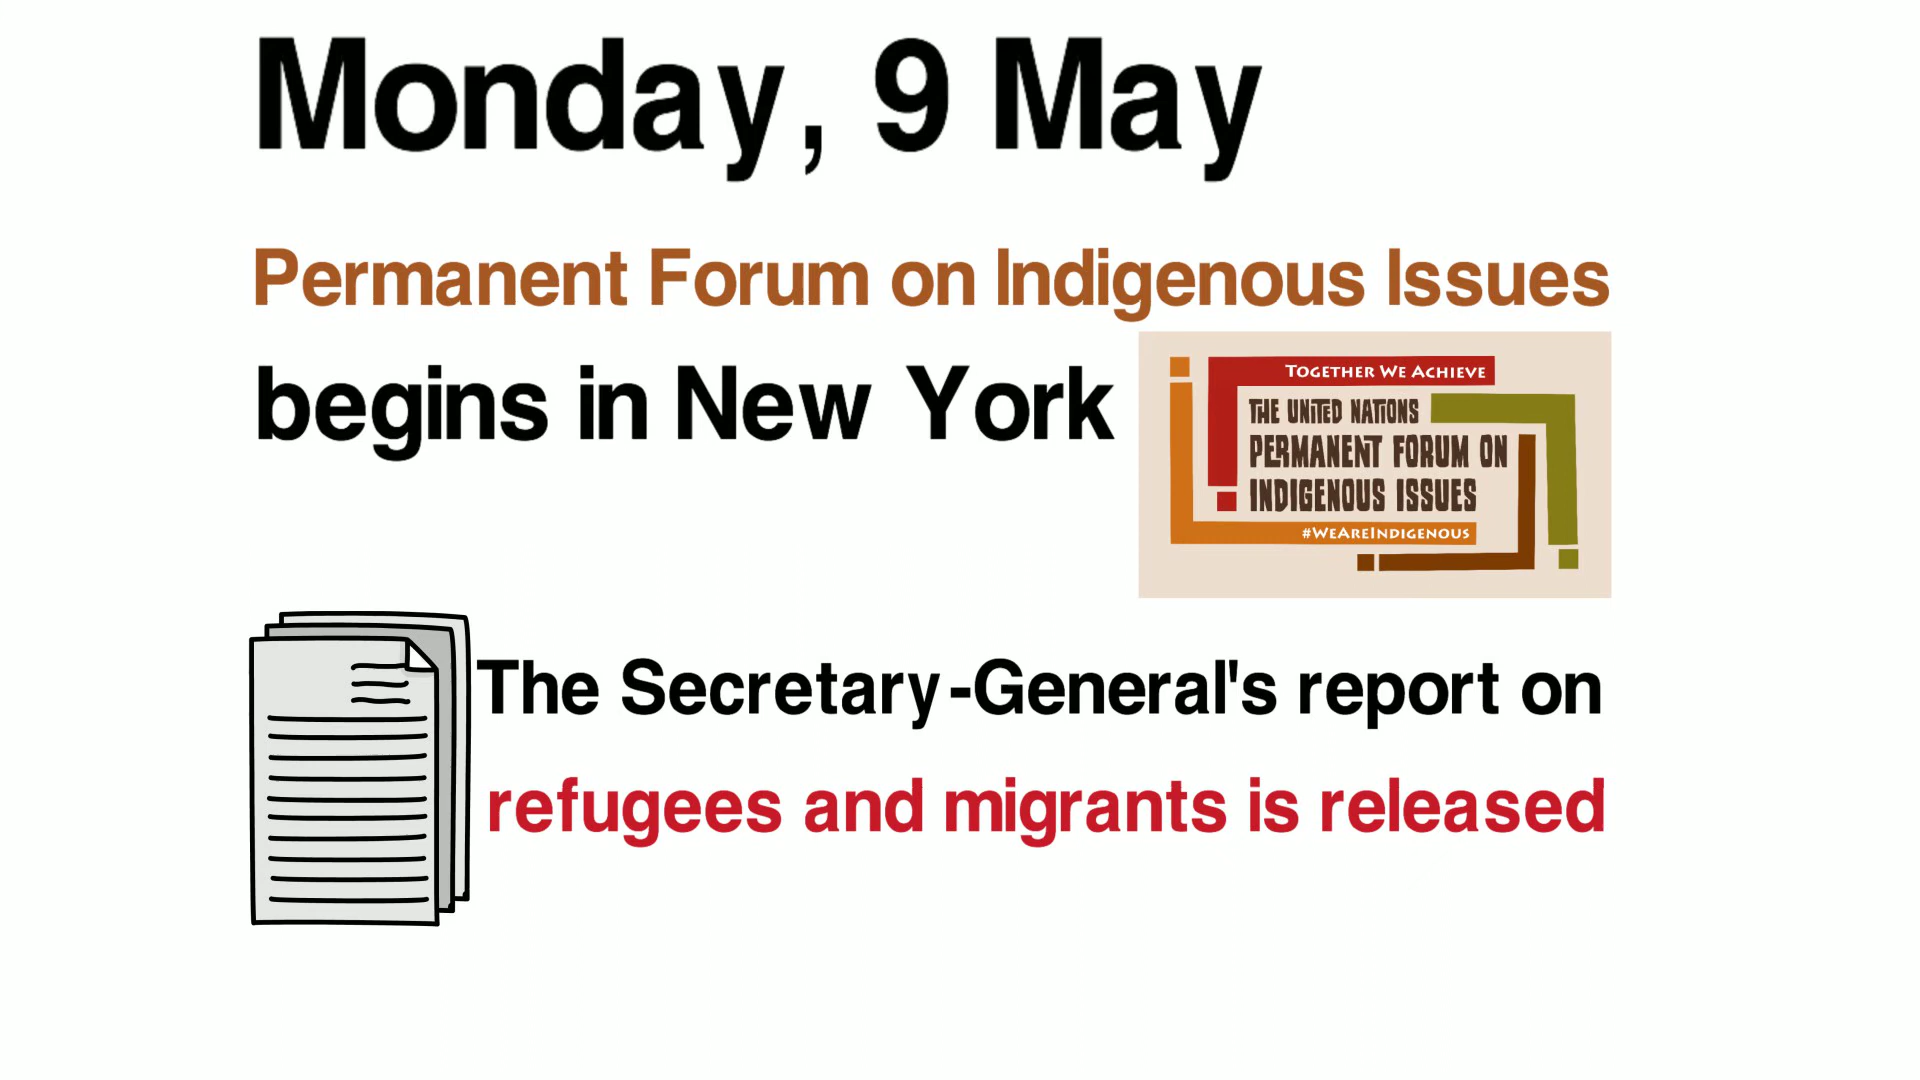 Monday, 9 May
Permanent Forum on Indigenous Issues
begins in New York
TOGETHER WE ACHIEVE
THE UNITED NATIONS
PERMANENT FORUM ON
INDIGENOUS ISSUES
#WEAREINDIGENOUS
The Secretary-General's report on
refugees and migrants is released